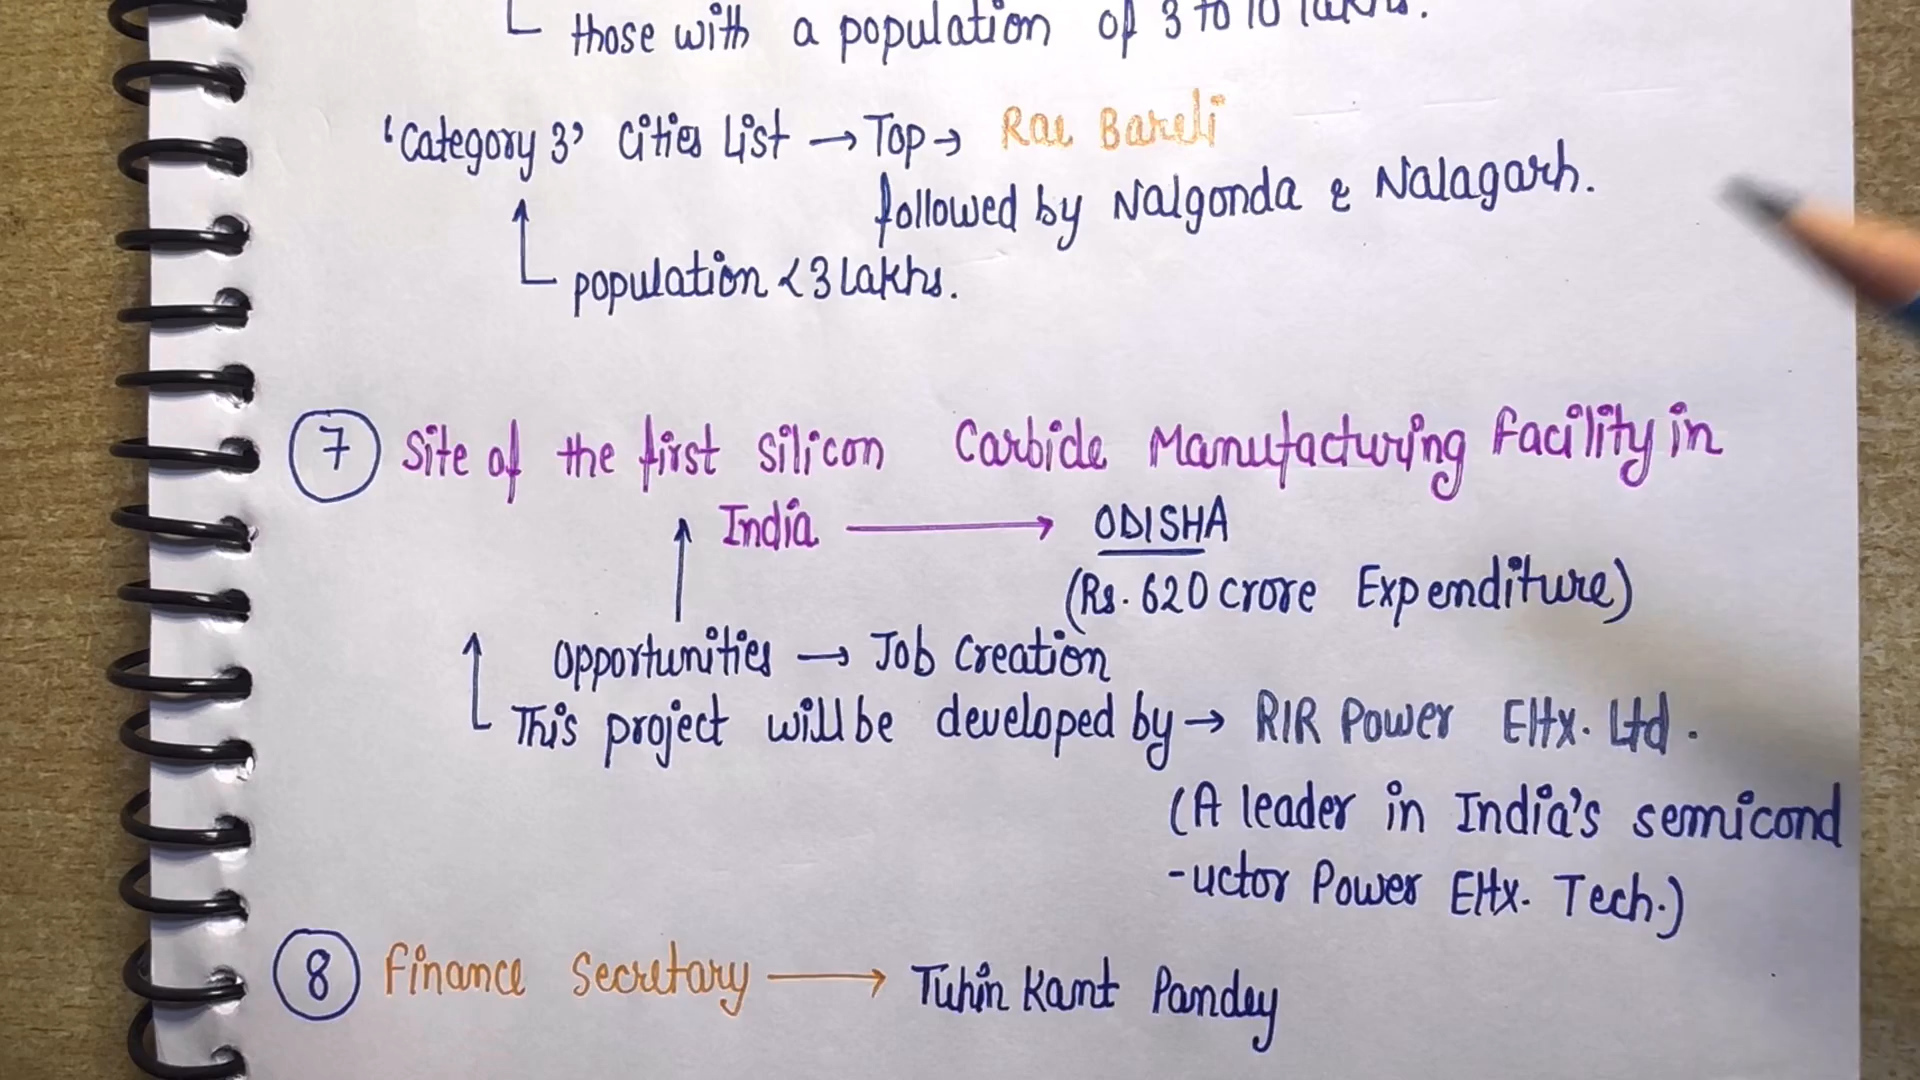 those with a population of 3 to 10 lakhs.
'Category 3' Cities List → Top → Rae Bareli
followed by Nalgonda & Nalagarh.
population < 3 lakhs.
7 Site of the first Silicon Carbide Manufacturing facility in
India → ODISHA
(Rs. 620 crore Expenditure)
Opportunities → Job Creation
This project will be developed by → RIR Power Eltx. Ltd.
(A leader in India's semicond
-uctor Power Eltx. Tech.)
8 Finance Secretary → Tuhin Kant Pandey